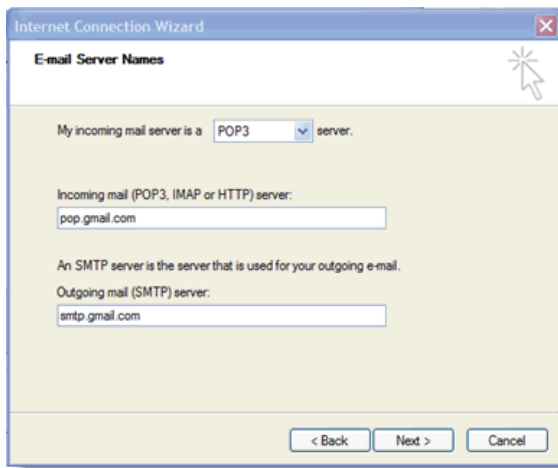 Internet Connection Wizard
E-mail Server Names
My incoming mail server is a POP3 server.
Incoming mail (POP3, IMAP or HTTP) server:
pop.gmail.com
An SMTP server is the server that is used for your outgoing e-mail.
Outgoing mail (SMTP) server:
smtp.gmail.com
< Back Next > Cancel